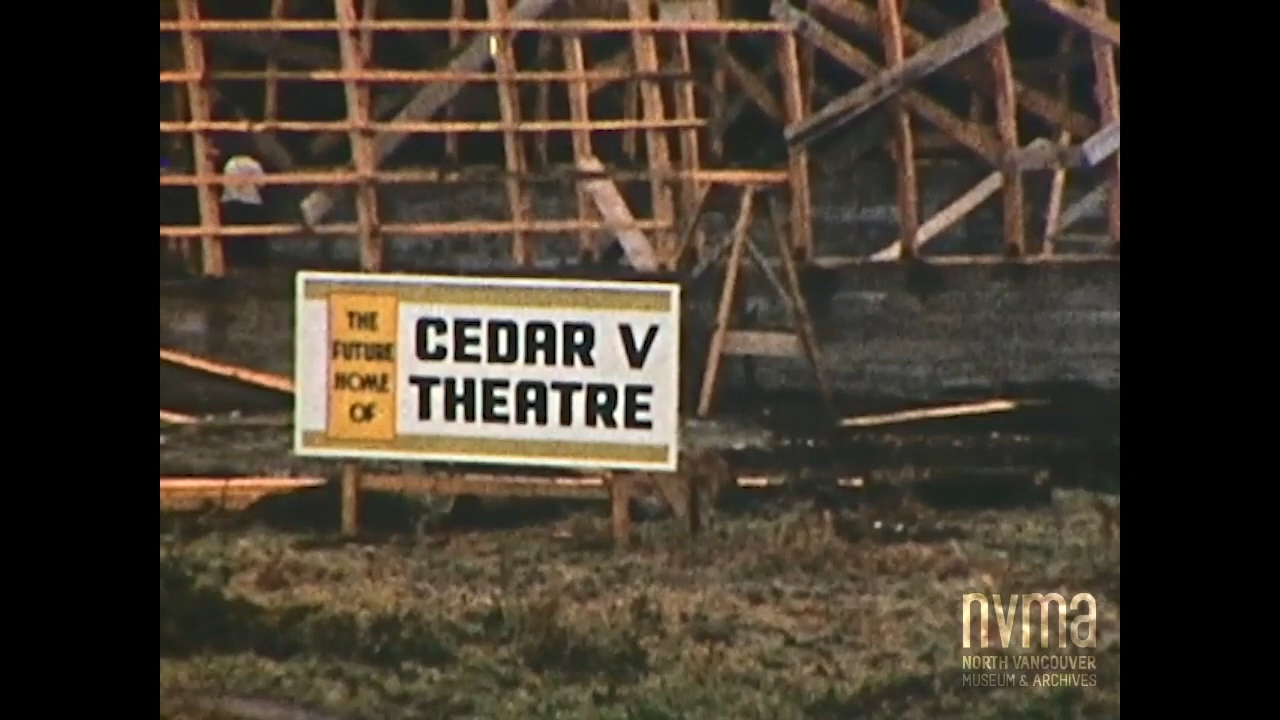 THE
FUTURE
HOME
OF
CEDAR V
THEATRE
nvma
NORTH VANCOUVER
MUSEUM & ARCHIVES